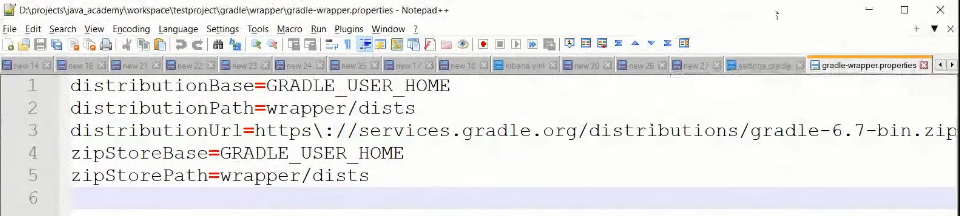 D:\projects\java_academy\workspace\testproject\gradle\wrapper\gradle-wrapper.properties - Notepad++
File Edit Search View Encoding Language Settings Tools Macro Run Plugins Window ?
new 14 new 16 new 21 new 22 new 23 new 24 new 25 new 17 new 18 kibana.yml new 20 new 26 new 27 settings.gradle gradle-wrapper.properties
1 distributionBase=GRADLE_USER_HOME
2 distributionPath=wrapper/dists
3 distributionUrl=https\://services.gradle.org/distributions/gradle-6.7-bin.zip
4 zipStoreBase=GRADLE_USER_HOME
5 zipStorePath=wrapper/dists
6